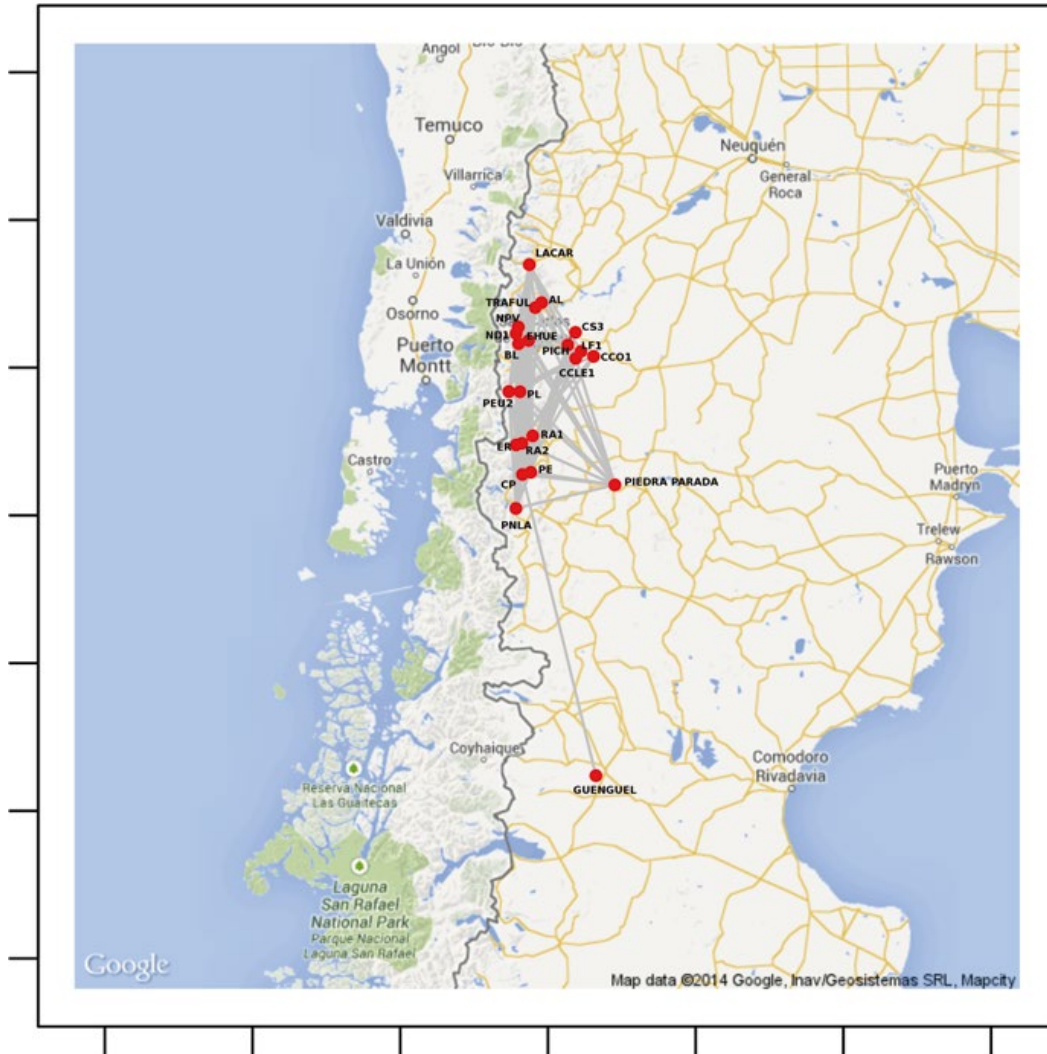 Angol
Temuco
Neuquén
General
Roca
Villarrica
Valdivia
LACAR
La Unión
TRAFUL
AL
Osorno
NPV
CS3
ND1
EHUE
LF1
Puerto
Montt
BL
PICH
CCO1
CCLE1
PEU2
PL
RA1
ER
RA2
Castro
PE
CP
PIEDRA PARADA
Puerto
Madryn
PNLA
Trelew
Rawson
Coyhaique
Comodoro
Rivadavia
GUENGUEL
Reserva Nacional
Las Guaitecas
Laguna
San Rafael
National Park
Parque Nacional
Laguna San Rafael
Google
Map data ©2014 Google, Inav/Geosistemas SRL, Mapcity